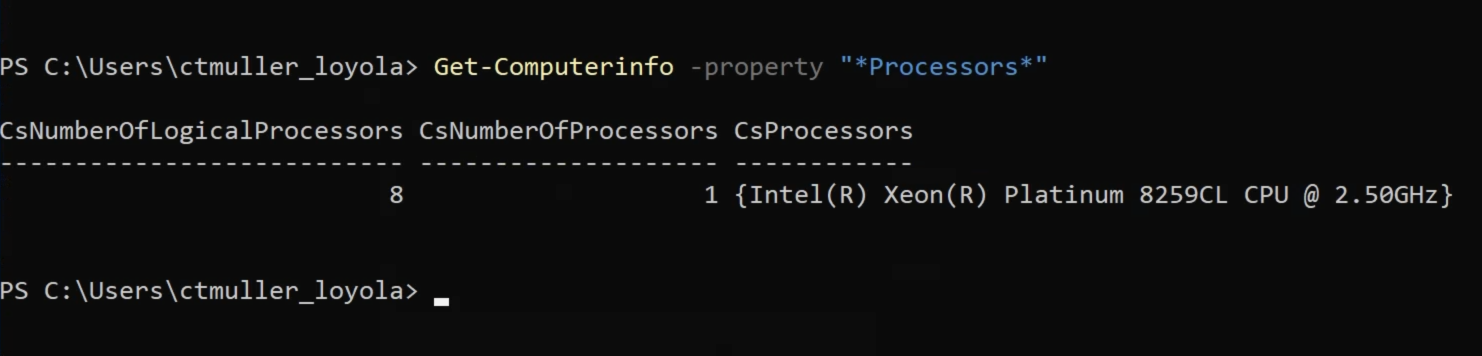 PS C:\Users\ctmuller_loyola> Get-Computerinfo -property "*Processors*"
CsNumberOfLogicalProcessors CsNumberOfProcessors CsProcessors
--------------------------- -------------------- ------------
8 1 {Intel(R) Xeon(R) Platinum 8259CL CPU @ 2.50GHz}
PS C:\Users\ctmuller_loyola>